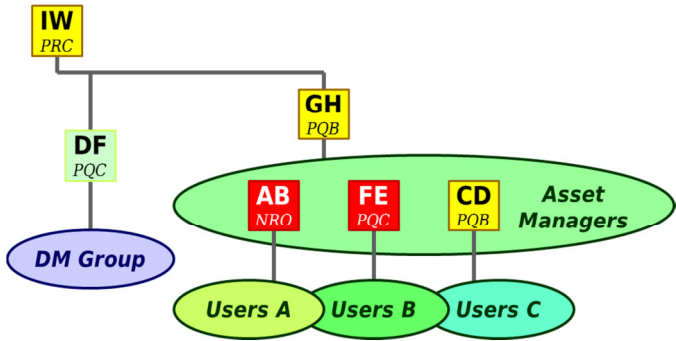 IW
PRC
GH
PQB
DF
PQC
AB
NRO
FE
PQC
CD
PQB
Asset
Managers
DM Group
Users A
Users B
Users C